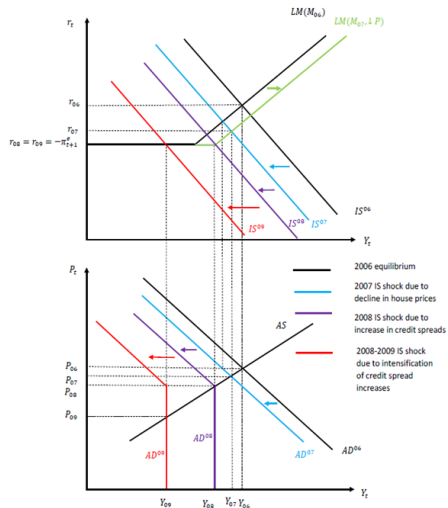 r_t
LM(M_06)
LM(M_07, ↓ P)
r_06
r_07
r_08 = r_09 = −π^e_{t+1}
IS^09
IS^08
IS^07
IS^06
Y_t
P_t
AS
P_06
P_07
P_08
P_09
AD^09
AD^08
AD^07
AD^06
Y_09
Y_08
Y_07
Y_06
Y_t
2006 equilibrium
2007 IS shock due to
decline in house prices
2008 IS shock due to
increase in credit spreads
2008-2009 IS shock
due to intensification
of credit spread
increases